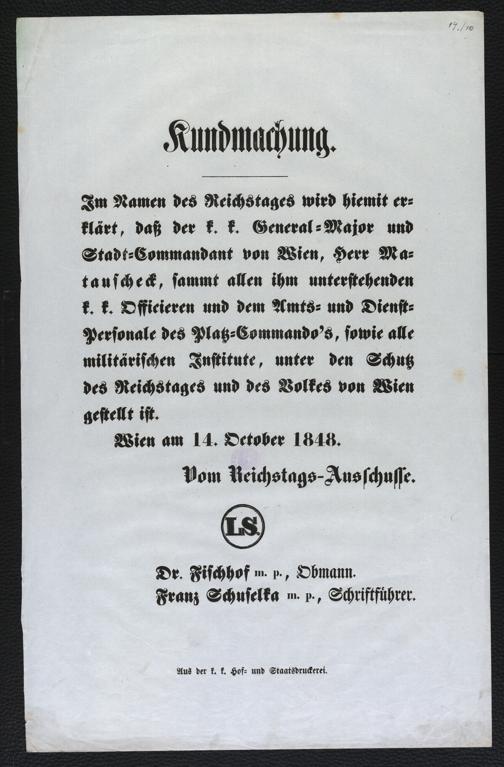 19./10
Kundmachung.
Im Namen des Reichstages wird hiemit er-
klärt, daß der k. k. General-Major und
Stadt-Commandant von Wien, Herr Ma-
tauscheck, sammt allen ihm unterstehenden
k. k. Officieren und dem Amts- und Dienst-
Personale des Platz-Commando's, sowie alle
militärischen Institute, unter den Schutz
des Reichstages und des Volkes von Wien
gestellt ist.
Wien am 14. October 1848.
Vom Reichstags-Ausschusse.
L.S.
Dr. Fischhof m. p., Obmann.
Franz Schuselka m. p., Schriftführer.
Aus der k. k. Hof- und Staatsdruckerei.